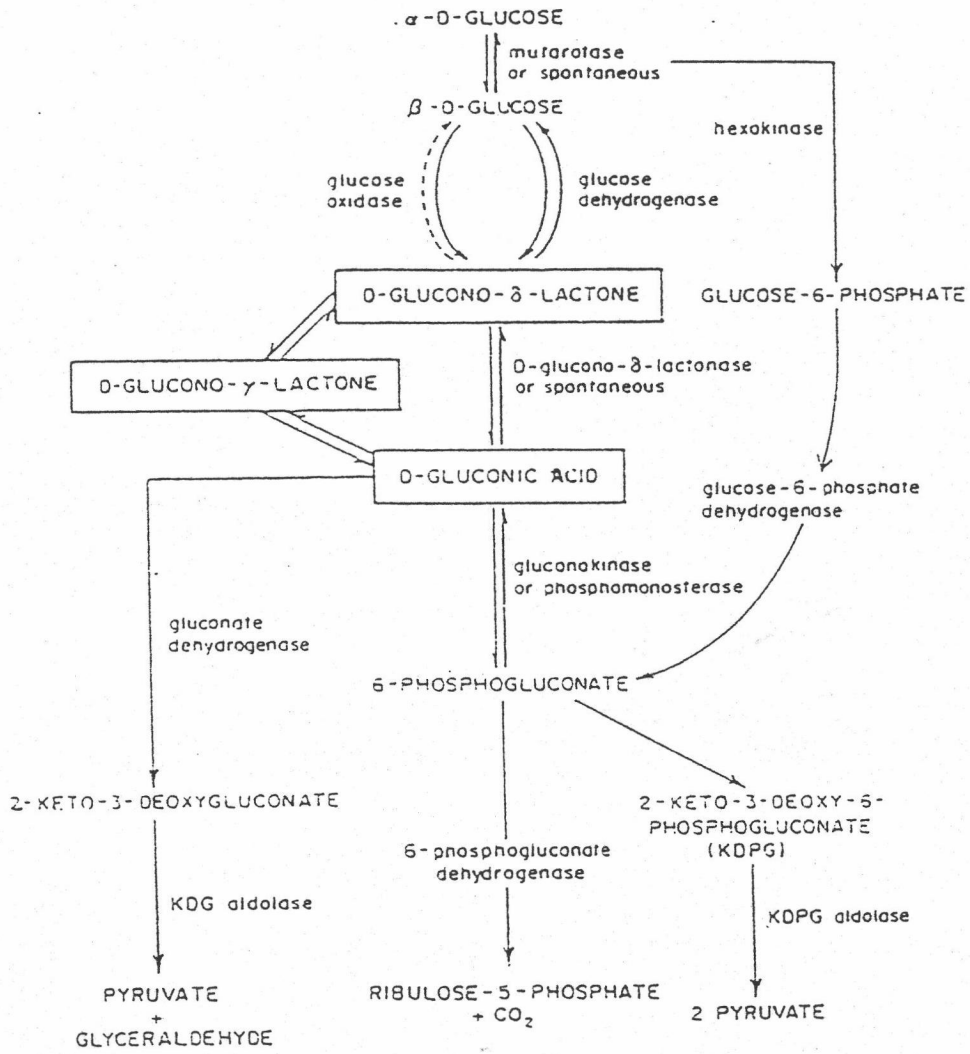 α-D-GLUCOSE
mutarotase
or spontaneous
β-D-GLUCOSE
hexokinase
glucose
oxidase
glucose
dehydrogenase
D-GLUCONO-δ-LACTONE
GLUCOSE-6-PHOSPHATE
D-glucono-δ-lactonase
or spontaneous
D-GLUCONO-γ-LACTONE
D-GLUCONIC ACID
glucose-6-phosphate
dehydrogenase
gluconokinase
or phosphomonosterase
gluconate
dehydrogenase
6-PHOSPHOGLUCONATE
2-KETO-3-DEOXYGLUCONATE
2-KETO-3-DEOXY-6-
PHOSPHOGLUCONATE
(KDPG)
6-phosphogluconate
dehydrogenase
KDG aldolase
KDPG aldolase
PYRUVATE
+
GLYCERALDEHYDE
RIBULOSE-5-PHOSPHATE
+ CO₂
2 PYRUVATE